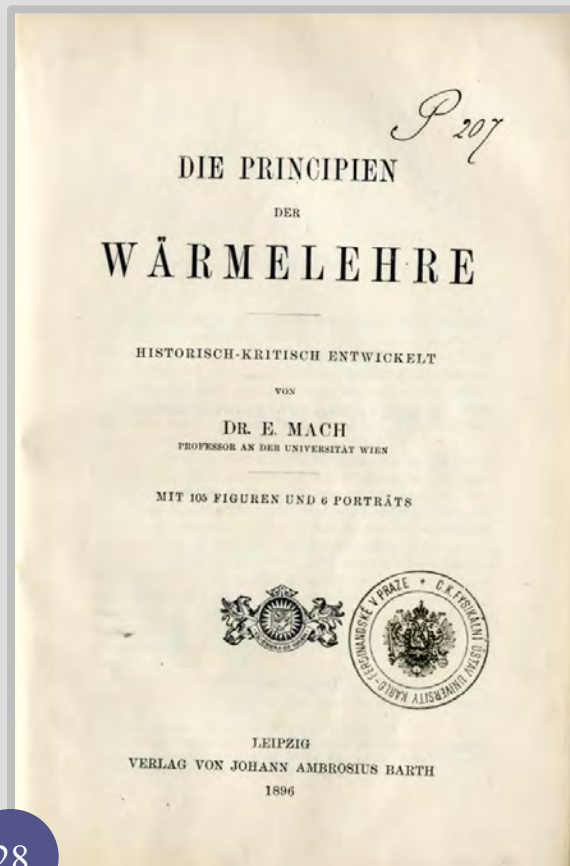 P 207
DIE PRINCIPIEN
DER
WÄRMELEHRE
HISTORISCH-KRITISCH ENTWICKELT
VON
DR. E. MACH
PROFESSOR AN DER UNIVERSITÄT WIEN
MIT 105 FIGUREN UND 6 PORTRÄTS
C.K. FYSIKÁLNÍ ÚSTAV UNIVERSITY KARLO-FERDINANDSKÉ V PRAZE
LEIPZIG
VERLAG VON JOHANN AMBROSIUS BARTH
1896
28